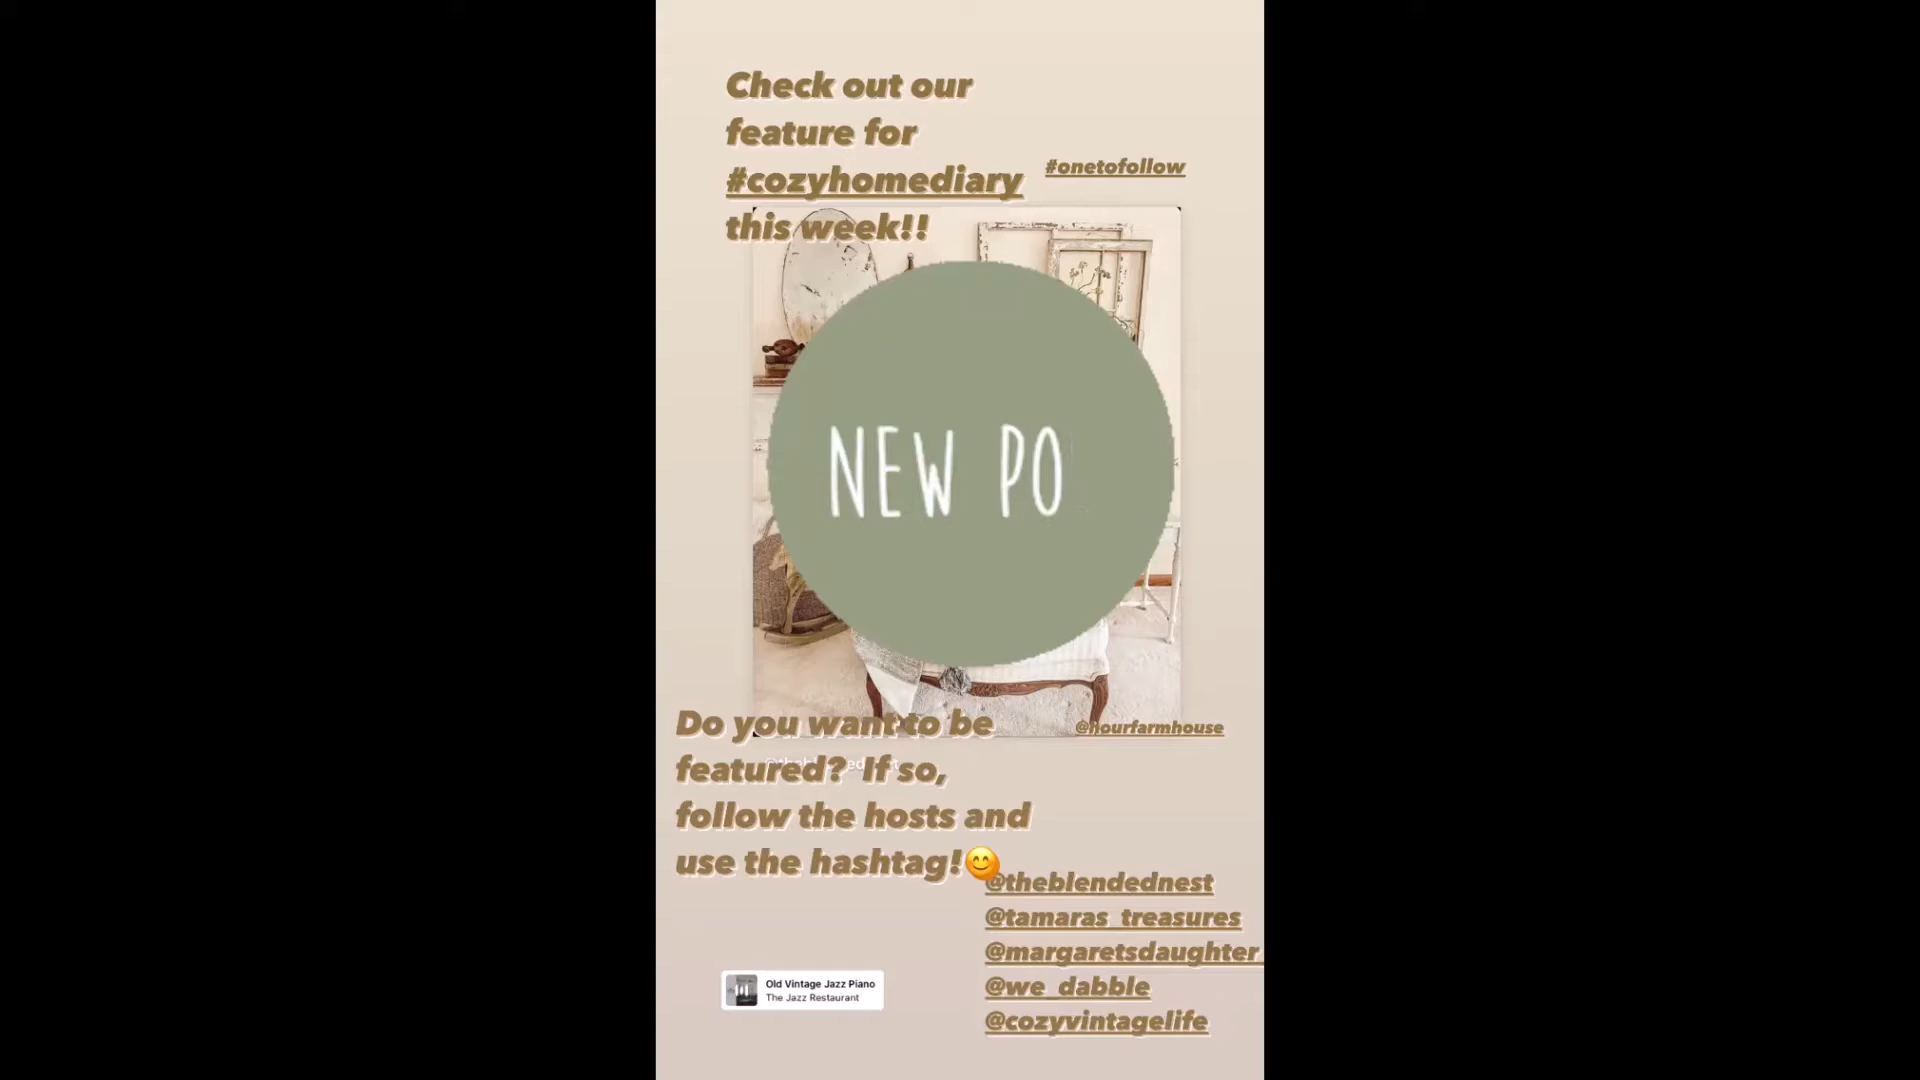 Check out our
feature for
#cozyhomediary
this week!!
#onetofollow
NEW PO
Do you want to be
featured? If so,
follow the hosts and
use the hashtag!😊
@hourfarmhouse
@theblendednest
@tamaras_treasures
@margaretsdaughter_
@we_dabble
@cozyvintagelife
Old Vintage Jazz Piano
The Jazz Restaurant